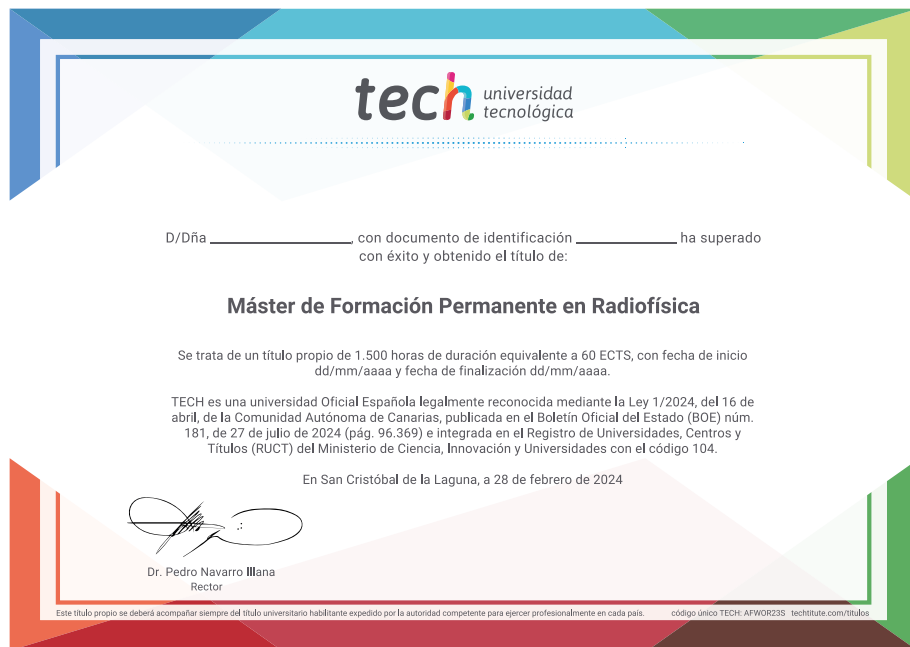 tech universidad
tecnológica
D/Dña ________________, con documento de identificación ____________ ha superado
con éxito y obtenido el título de:
Máster de Formación Permanente en Radiofísica
Se trata de un título propio de 1.500 horas de duración equivalente a 60 ECTS, con fecha de inicio
dd/mm/aaaa y fecha de finalización dd/mm/aaaa.
TECH es una universidad Oficial Española legalmente reconocida mediante la Ley 1/2024, del 16 de
abril, de la Comunidad Autónoma de Canarias, publicada en el Boletín Oficial del Estado (BOE) núm.
181, de 27 de julio de 2024 (pág. 96.369) e integrada en el Registro de Universidades, Centros y
Títulos (RUCT) del Ministerio de Ciencia, Innovación y Universidades con el código 104.
En San Cristóbal de la Laguna, a 28 de febrero de 2024
Dr. Pedro Navarro Illana
Rector
Este título propio se deberá acompañar siempre del título universitario habilitante expedido por la autoridad competente para ejercer profesionalmente en cada país. código único TECH: AFWOR23S techtitute.com/titulos